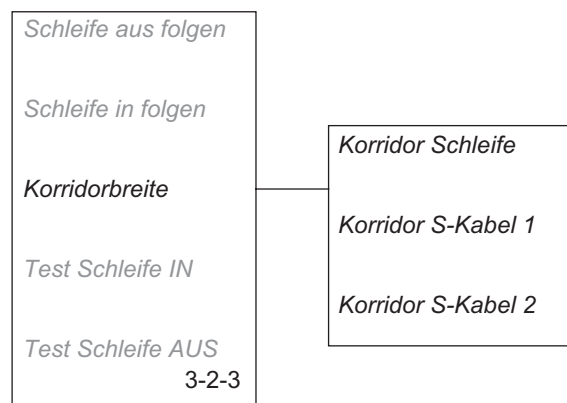 Schleife aus folgen
Schleife in folgen
Korridorbreite
Test Schleife IN
Test Schleife AUS
3-2-3
Korridor Schleife
Korridor S-Kabel 1
Korridor S-Kabel 2